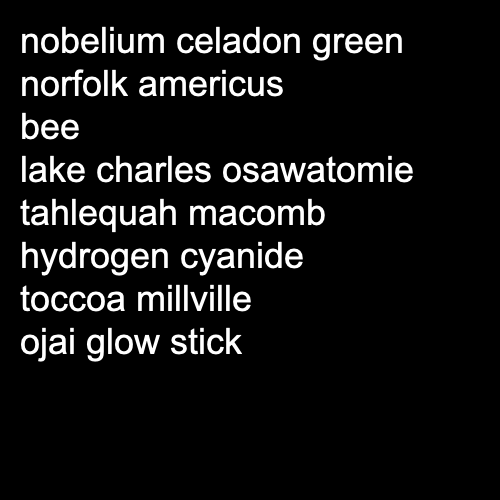 nobelium celadon green
norfolk americus
bee
lake charles osawatomie
tahlequah macomb
hydrogen cyanide
toccoa millville
ojai glow stick